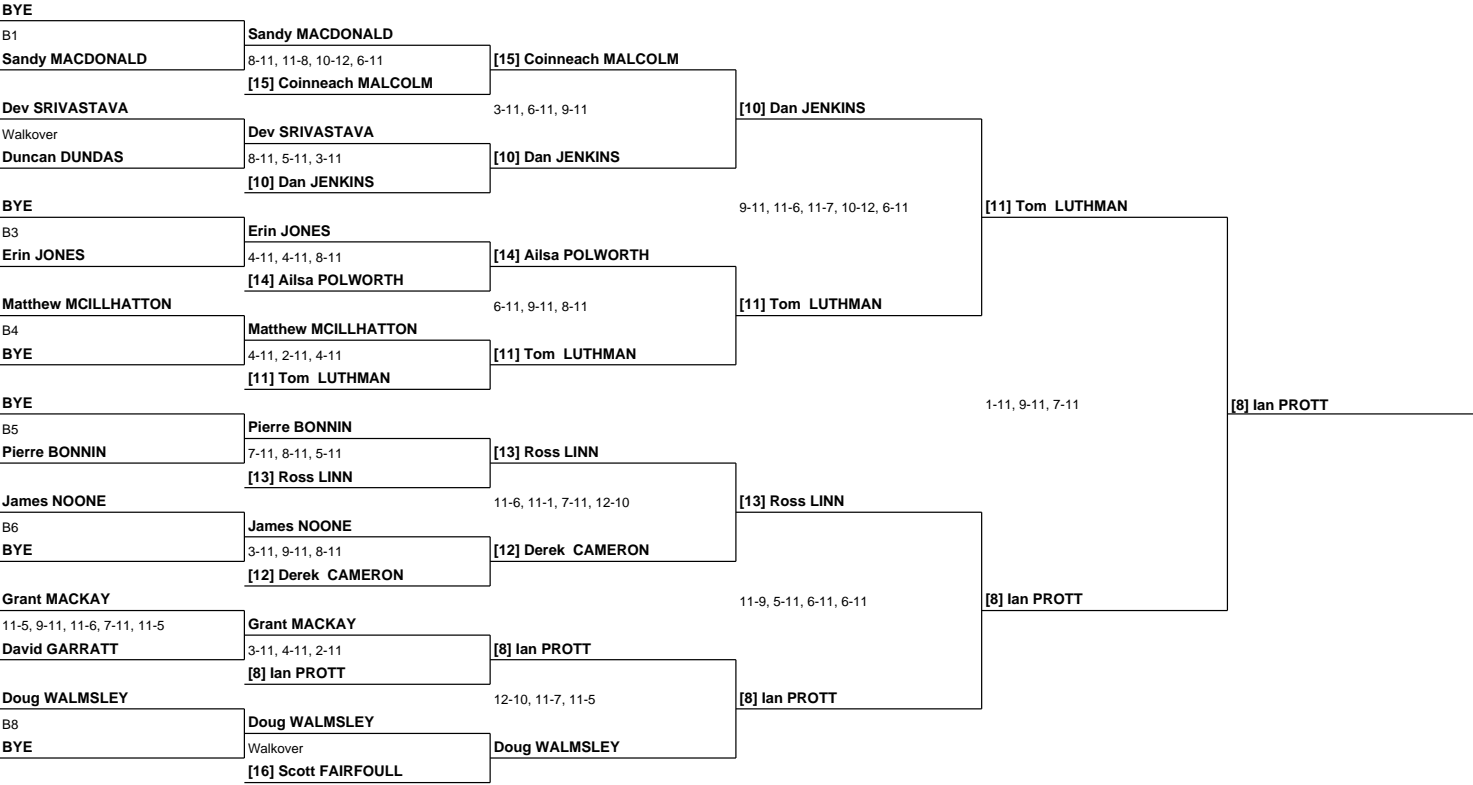 BYE
B1
Sandy MACDONALD
Dev SRIVASTAVA
Walkover
Duncan DUNDAS
BYE
B3
Erin JONES
Matthew MCILLHATTON
B4
BYE
BYE
B5
Pierre BONNIN
James NOONE
B6
BYE
Grant MACKAY
11-5, 9-11, 11-6, 7-11, 11-5
David GARRATT
Doug WALMSLEY
B8
BYE
Sandy MACDONALD
8-11, 11-8, 10-12, 6-11
[15] Coinneach MALCOLM
Dev SRIVASTAVA
8-11, 5-11, 3-11
[10] Dan JENKINS
Erin JONES
4-11, 4-11, 8-11
[14] Ailsa POLWORTH
Matthew MCILLHATTON
4-11, 2-11, 4-11
[11] Tom  LUTHMAN
Pierre BONNIN
7-11, 8-11, 5-11
[13] Ross LINN
James NOONE
3-11, 9-11, 8-11
[12] Derek  CAMERON
Grant MACKAY
3-11, 4-11, 2-11
[8] Ian PROTT
Doug WALMSLEY
Walkover
[16] Scott FAIRFOULL
[15] Coinneach MALCOLM
3-11, 6-11, 9-11
[10] Dan JENKINS
[14] Ailsa POLWORTH
6-11, 9-11, 8-11
[11] Tom  LUTHMAN
[13] Ross LINN
11-6, 11-1, 7-11, 12-10
[12] Derek  CAMERON
[8] Ian PROTT
12-10, 11-7, 11-5
Doug WALMSLEY
[10] Dan JENKINS
9-11, 11-6, 11-7, 10-12, 6-11
[11] Tom  LUTHMAN
[13] Ross LINN
11-9, 5-11, 6-11, 6-11
[8] Ian PROTT
[11] Tom  LUTHMAN
1-11, 9-11, 7-11
[8] Ian PROTT
[8] Ian PROTT